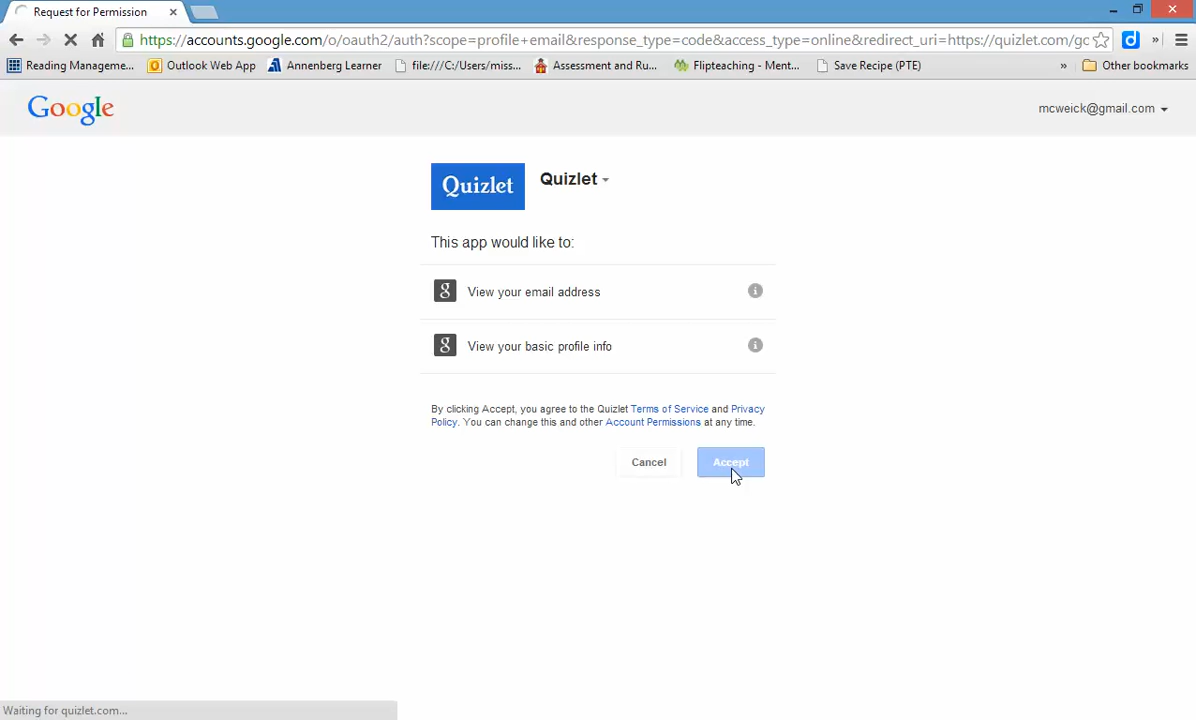 Request for Permission
https://accounts.google.com/o/oauth2/auth?scope=profile+email&response_type=code&access_type=online&redirect_uri=https://quizlet.com/gc
Reading Manageme... Outlook Web App Annenberg Learner file:///C:/Users/miss... Assessment and Ru... Flipteaching - Ment... Save Recipe (PTE) » Other bookmarks
Google mcweick@gmail.com
Quizlet Quizlet
This app would like to:
View your email address
View your basic profile info
By clicking Accept, you agree to the Quizlet Terms of Service and Privacy
Policy. You can change this and other Account Permissions at any time.
Cancel Accept
Waiting for quizlet.com...